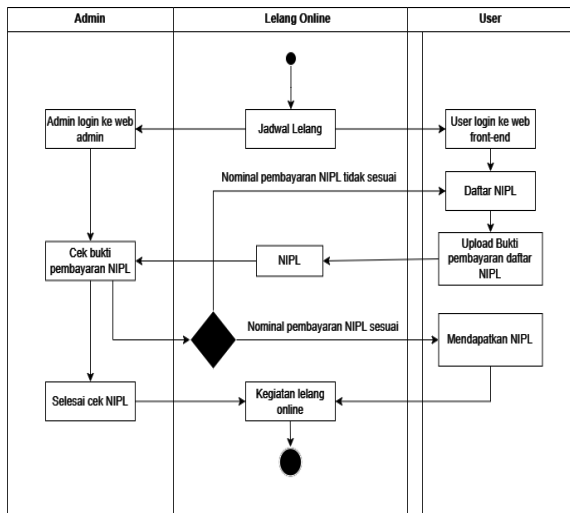 Admin
Lelang Online
User
Admin login ke web
admin
Jadwal Lelang
User login ke web
front-end
Nominal pembayaran NIPL tidak sesuai
Daftar NIPL
Cek bukti
pembayaran NIPL
NIPL
Upload Bukti
pembayaran daftar
NIPL
Nominal pembayaran NIPL sesuai
Mendapatkan NIPL
Selesai cek NIPL
Kegiatan lelang
online